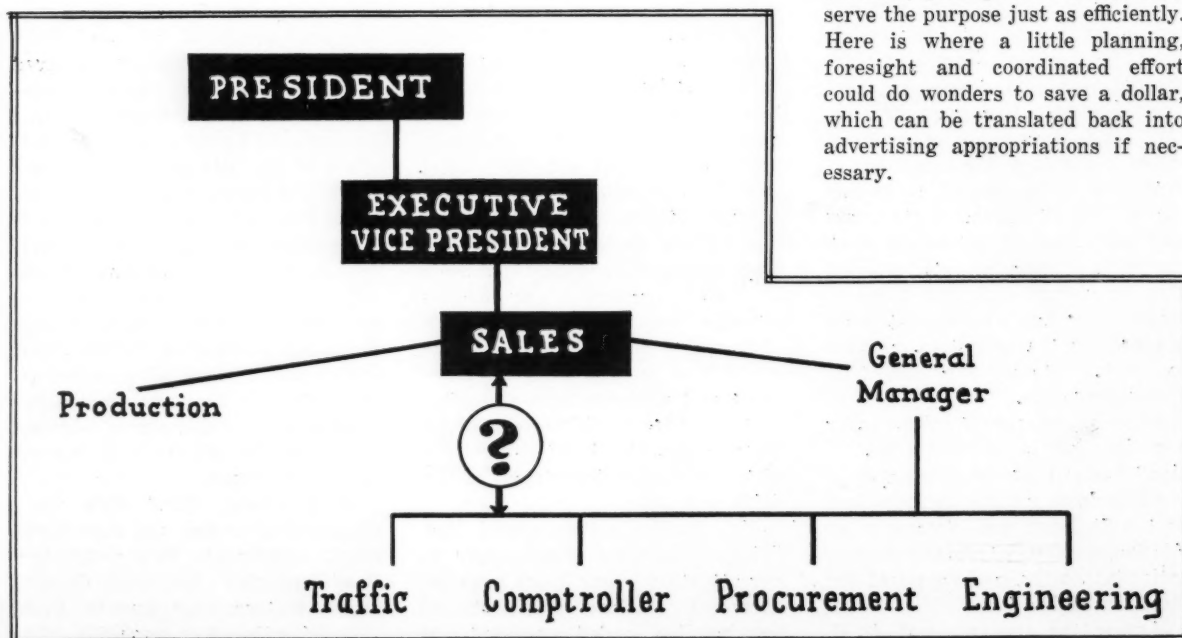 serve the purpose just as efficiently.
Here is where a little planning,
foresight and coordinated effort
could do wonders to save a dollar,
which can be translated back into
advertising appropriations if nec-
essary.
PRESIDENT
EXECUTIVE
VICE PRESIDENT
SALES
Production
General
Manager
?
Traffic
Comptroller
Procurement
Engineering